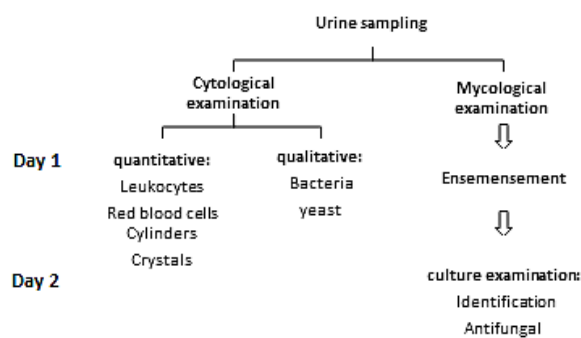 Urine sampling
Cytological
examination
Mycological
examination
Day 1
quantitative:
Leukocytes
Red blood cells
Cylinders
Crystals
qualitative:
Bacteria
yeast
Ensemensement
Day 2
culture examination:
Identification
Antifungal